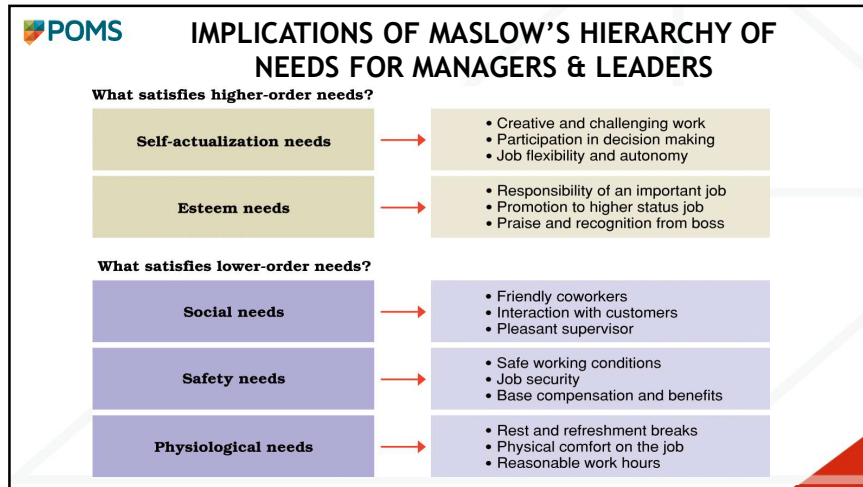 POMS
IMPLICATIONS OF MASLOW'S HIERARCHY OF
NEEDS FOR MANAGERS & LEADERS
What satisfies higher-order needs?
Self-actualization needs
• Creative and challenging work
• Participation in decision making
• Job flexibility and autonomy
Esteem needs
• Responsibility of an important job
• Promotion to higher status job
• Praise and recognition from boss
What satisfies lower-order needs?
Social needs
• Friendly coworkers
• Interaction with customers
• Pleasant supervisor
Safety needs
• Safe working conditions
• Job security
• Base compensation and benefits
Physiological needs
• Rest and refreshment breaks
• Physical comfort on the job
• Reasonable work hours